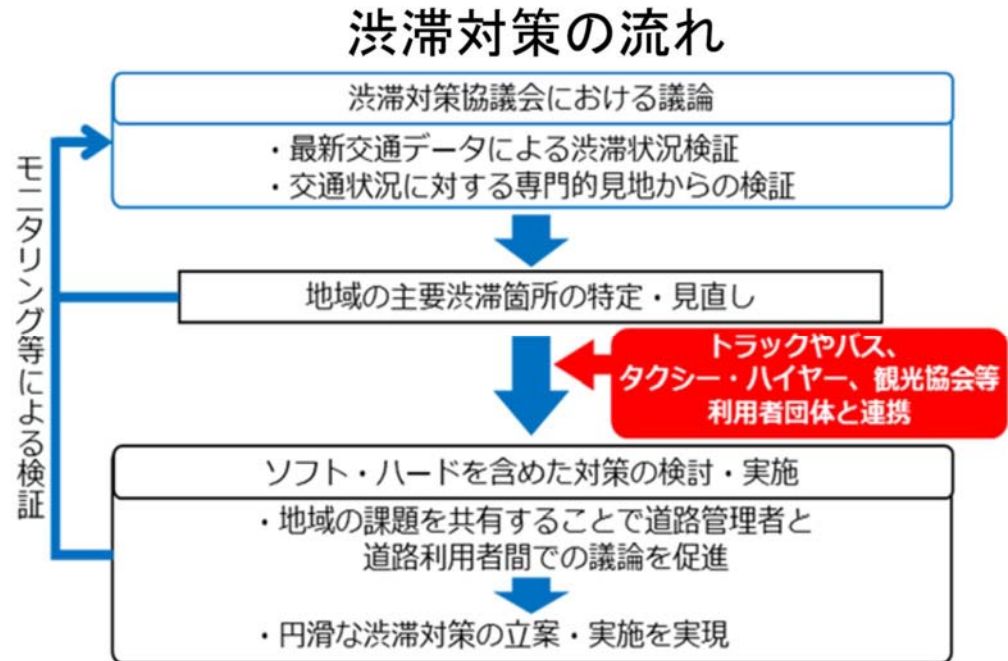 渋滞対策の流れ
渋滞対策協議会における議論
・最新交通データによる渋滞状況検証
・交通状況に対する専門的見地からの検証
モニタリング等による検証
地域の主要渋滞箇所の特定・見直し
トラックやバス、
タクシー・ハイヤー、観光協会等
利用者団体と連携
ソフト・ハードを含めた対策の検討・実施
・地域の課題を共有することで道路管理者と
道路利用者間での議論を促進
・円滑な渋滞対策の立案・実施を実現